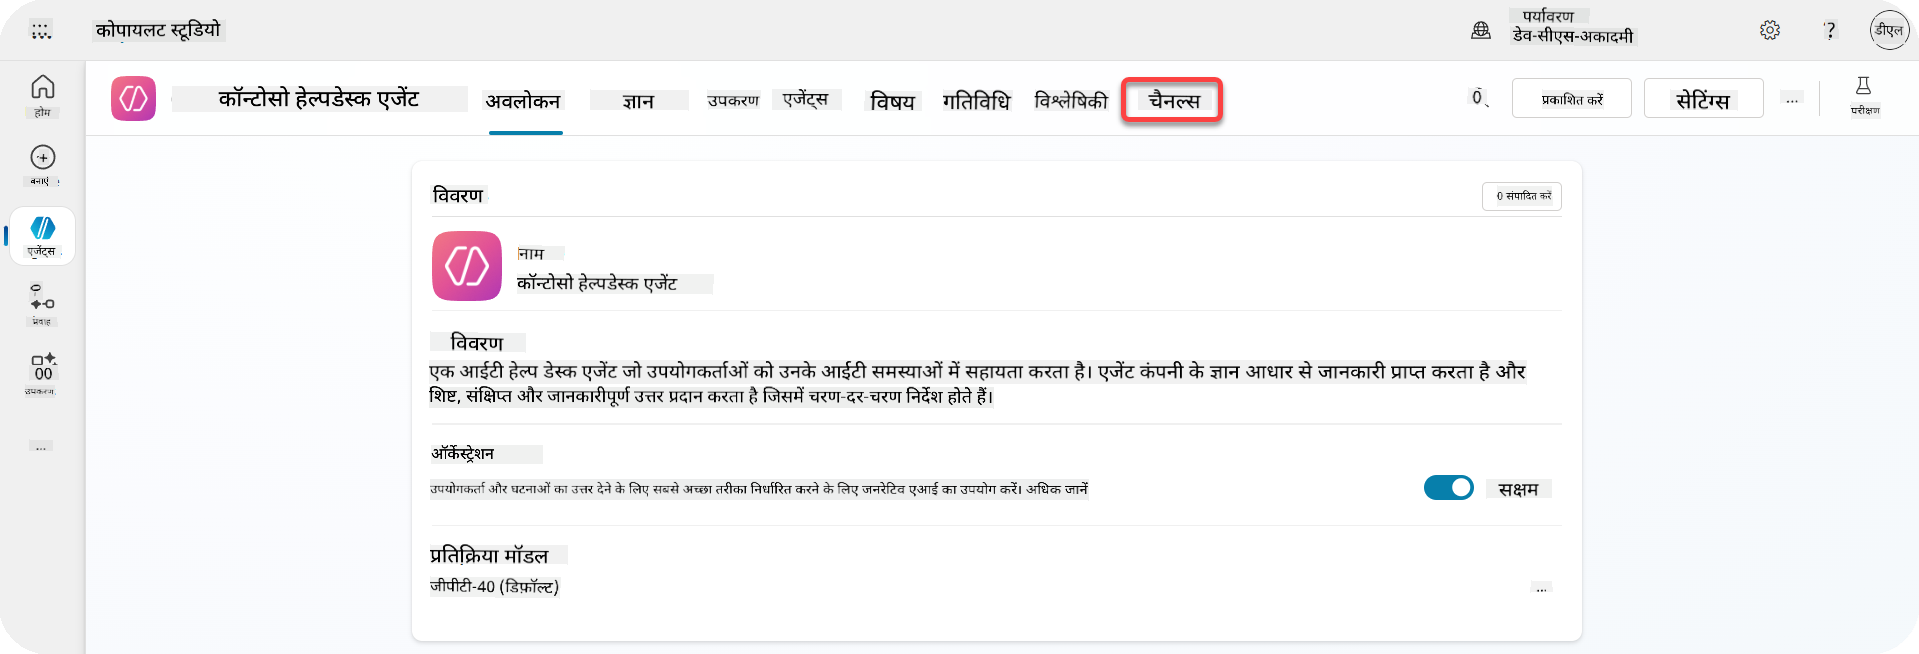 कोपायलट स्टूडियो
पर्यावरण
डेव-सीएस-अकादमी
?
डीएल
होम
बनाएं
एजेंट्स
प्रवाह
00
उपकरण
...
कॉन्टोसो हेल्पडेस्क एजेंट
अवलोकन
ज्ञान
उपकरण
एजेंट्स
विषय
गतिविधि
विश्लेषिकी
चैनल्स
0
प्रकाशित करें
सेटिंग्स
...
परीक्षण
विवरण
0 संपादित करें
नाम
कॉन्टोसो हेल्पडेस्क एजेंट
विवरण
एक आईटी हेल्प डेस्क एजेंट जो उपयोगकर्ताओं को उनके आईटी समस्याओं में सहायता करता है। एजेंट कंपनी के ज्ञान आधार से जानकारी प्राप्त करता है और
शिष्ट, संक्षिप्त और जानकारीपूर्ण उत्तर प्रदान करता है जिसमें चरण-दर-चरण निर्देश होते हैं।
ऑर्केस्ट्रेशन
उपयोगकर्ता और घटनाओं का उत्तर देने के लिए सबसे अच्छा तरीका निर्धारित करने के लिए जनरेटिव एआई का उपयोग करें। अधिक जानें
सक्षम
प्रतिक्रिया मॉडल
जीपीटी-40 (डिफ़ॉल्ट)
...